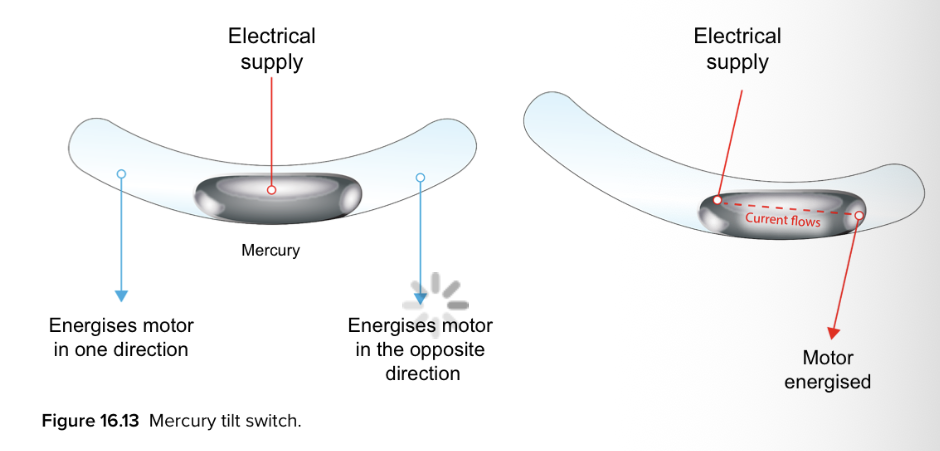 Electrical
supply
Mercury
Energises motor
in one direction
Energises motor
in the opposite
direction
Electrical
supply
Current flows
Motor
energised
Figure 16.13 Mercury tilt switch.